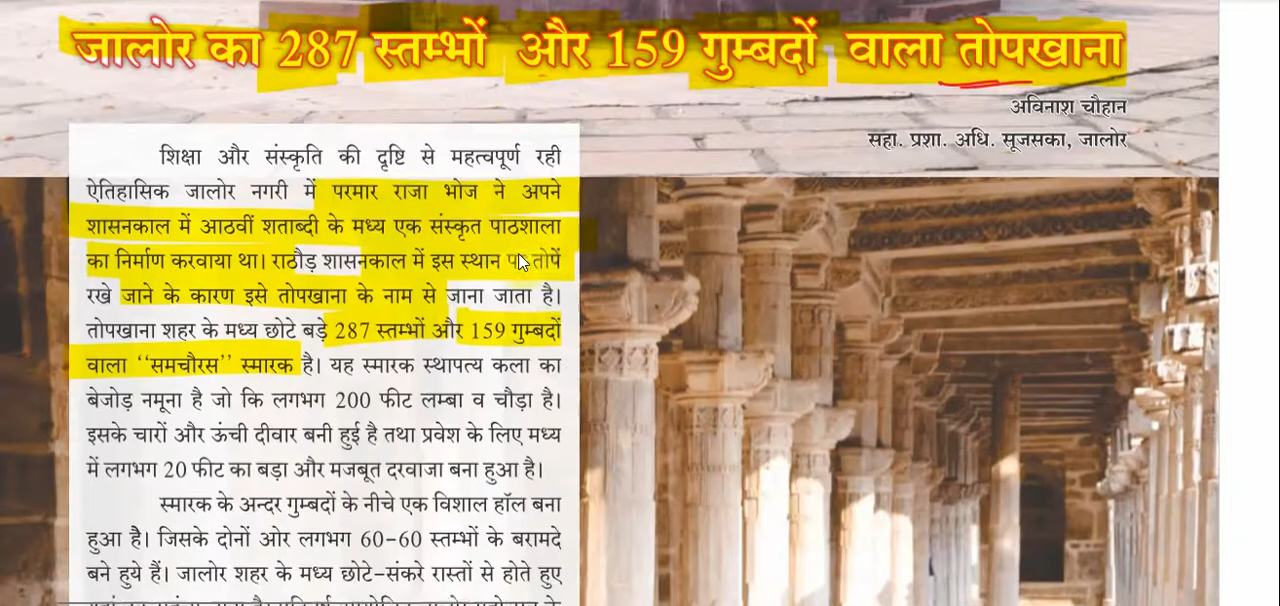 जालोर का 287 स्तम्भों और 159 गुम्बदों वाला तोपखाना
अविनाश चौहान
सहा. प्रशा. अधि. सूजसका, जालोर
शिक्षा और संस्कृति की दृष्टि से महत्वपूर्ण रही
ऐतिहासिक जालोर नगरी में परमार राजा भोज ने अपने
शासनकाल में आठवीं शताब्दी के मध्य एक संस्कृत पाठशाला
का निर्माण करवाया था। राठौड़ शासनकाल में इस स्थान तोपें
रखे जाने के कारण इसे तोपखाना के नाम से जाना जाता है।
तोपखाना शहर के मध्य छोटे बड़े 287 स्तम्भों और 159 गुम्बदों
वाला ‘‘समचौरस’’ स्मारक है। यह स्मारक स्थापत्य कला का
बेजोड़ नमूना है जो कि लगभग 200 फीट लम्बा व चौड़ा है।
इसके चारों और ऊंची दीवार बनी हुई है तथा प्रवेश के लिए मध्य
में लगभग 20 फीट का बड़ा और मजबूत दरवाजा बना हुआ है।
स्मारक के अन्दर गुम्बदों के नीचे एक विशाल हॉल बना
हुआ है। जिसके दोनों ओर लगभग 60-60 स्तम्भों के बरामदे
बने हुये हैं। जालोर शहर के मध्य छोटे-संकरे रास्तों से होते हुए